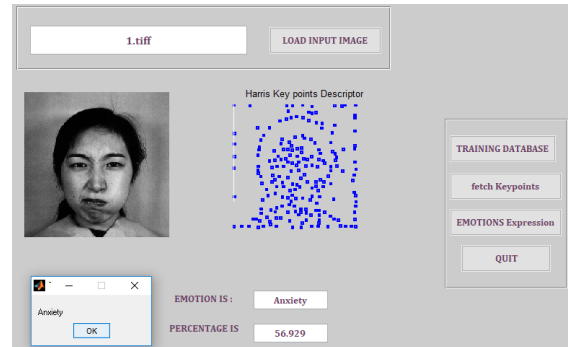 1.tiff
LOAD INPUT IMAGE
Harris Key points Descriptor
TRAINING DATABASE
fetch Keypoints
EMOTIONS Expression
QUIT
Anxiety
OK
EMOTION IS :
Anxiety
PERCENTAGE IS
56.929